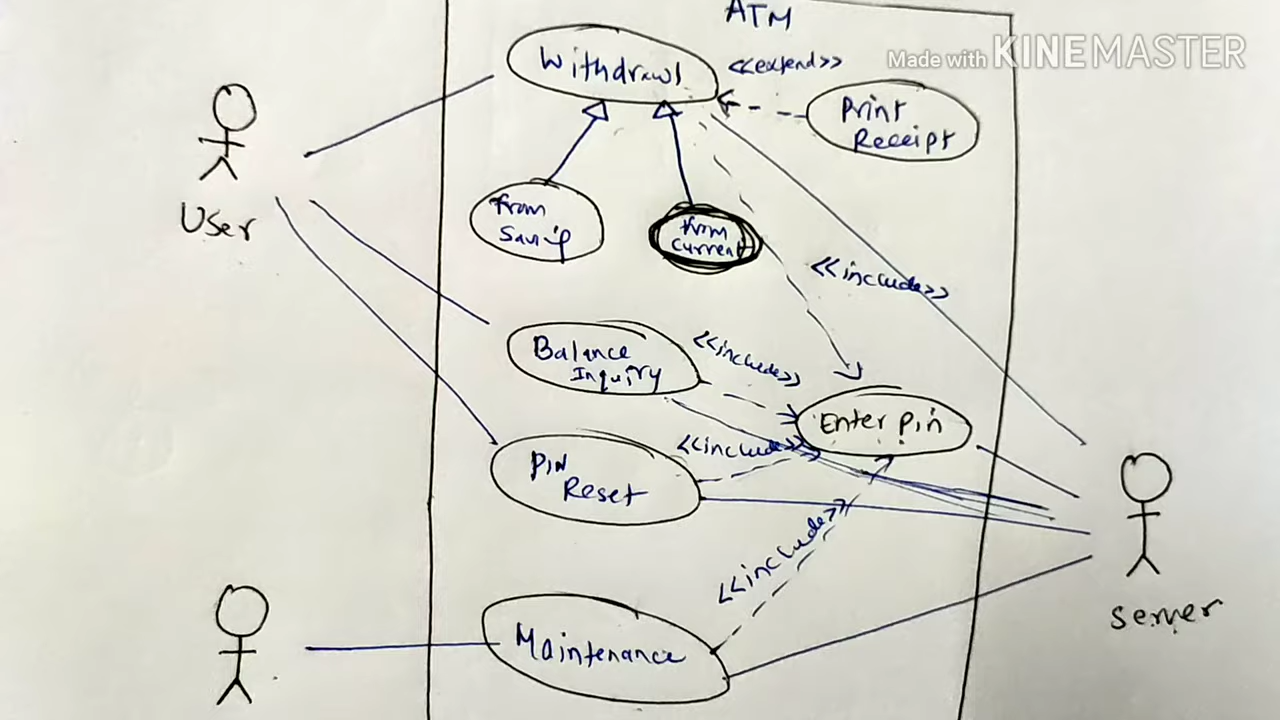 ATM
Made with KINEMASTER
Withdrawl
<<extend>>
Print
Receipt
User
from
from
current
<<include>>
Balance
Inquiry
<<include>>
Enter pin
<<include>>
PIN
Reset
<<include>>
Maintenance
Server